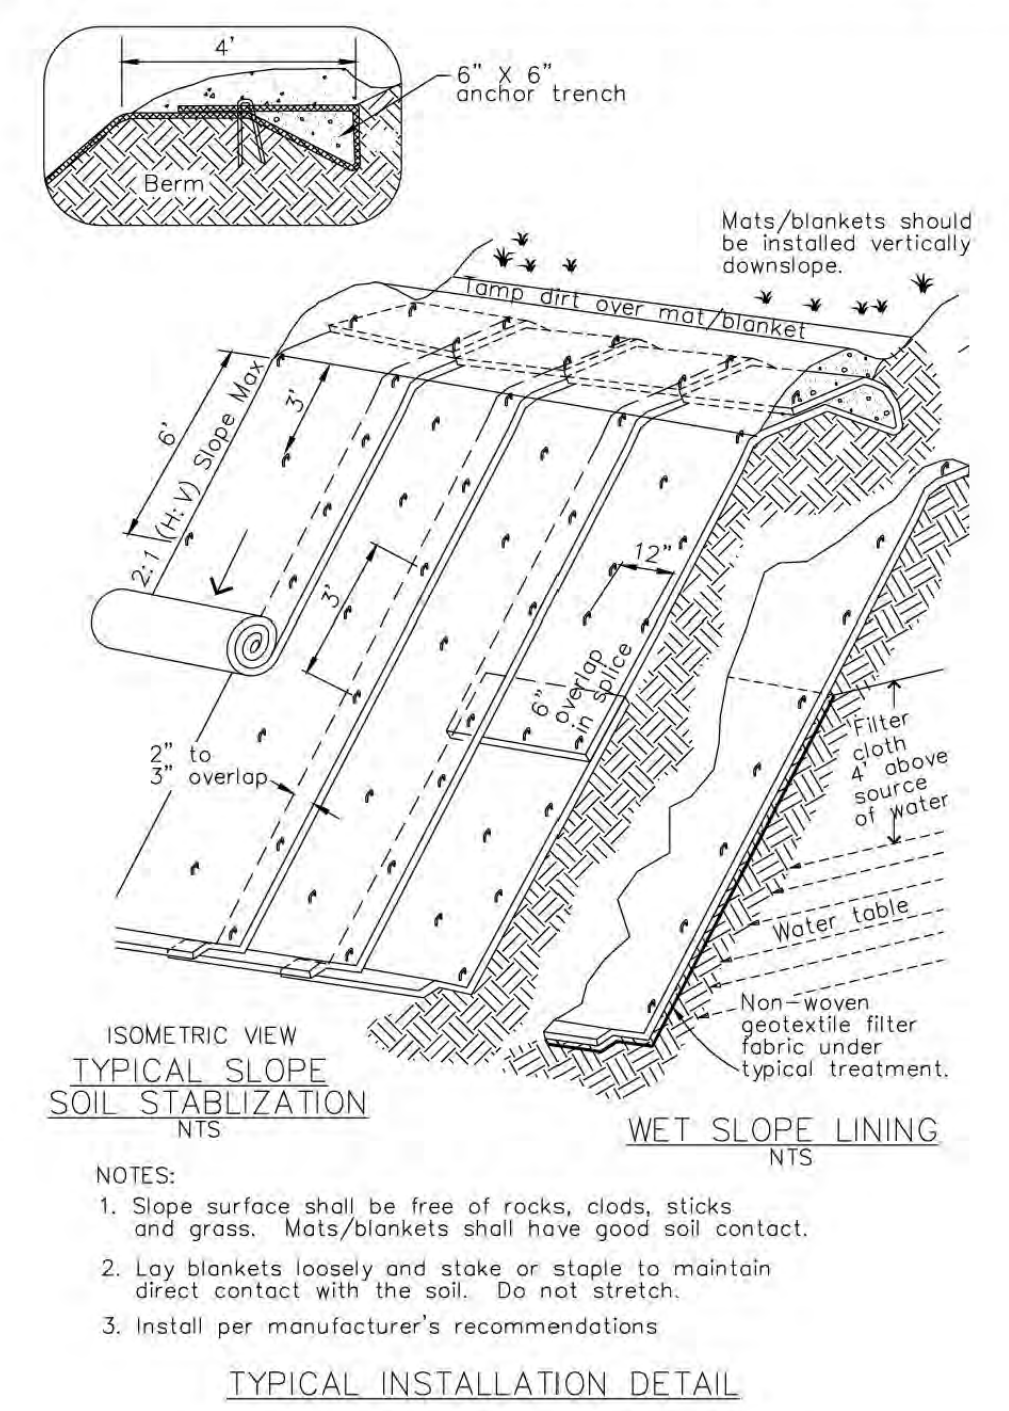 4'
6" X 6"
anchor trench
Berm
Mats/blankets should
be installed vertically
downslope.
Tamp dirt over mat/blanket
6'
2:1 (H:V) Slope Max
3'
12"
3'
6"
overlap
in splice
2" to
3" overlap
Filter
cloth
4' above
source
of water
Water table
Non-woven
geotextile filter
fabric under
typical treatment.
ISOMETRIC VIEW
TYPICAL SLOPE
SOIL STABLIZATION
NTS
WET SLOPE LINING
NTS
NOTES:
1. Slope surface shall be free of rocks, clods, sticks
and grass. Mats/blankets shall have good soil contact.
2. Lay blankets loosely and stake or staple to maintain
direct contact with the soil. Do not stretch.
3. Install per manufacturer's recommendations
TYPICAL INSTALLATION DETAIL